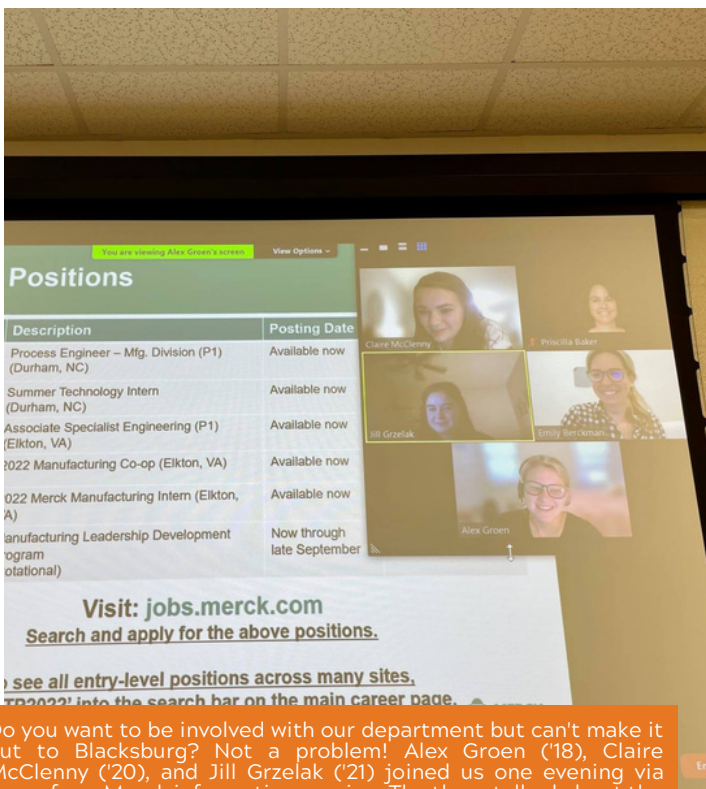 You are viewing Alex Groen's screen
View Options
Positions
Description Posting Date
Process Engineer – Mfg. Division (P1) Available now
(Durham, NC)
Summer Technology Intern Available now
(Durham, NC)
Associate Specialist Engineering (P1) Available now
(Elkton, VA)
2022 Manufacturing Co-op (Elkton, VA) Available now
022 Merck Manufacturing Intern (Elkton, Available now
A)
anufacturing Leadership Development Now through
ogram late September
otational)
Claire McClenny
Priscilla Baker
Jill Grzelak
Emily Berckman
Alex Groen
Visit: jobs.merck.com
Search and apply for the above positions.
see all entry-level positions across many sites,
TP2022' into the search bar on the main career page.
Do you want to be involved with our department but can't make it
out to Blacksburg? Not a problem! Alex Groen ('18), Claire
McClenny ('20), and Jill Grzelak ('21) joined us one evening via